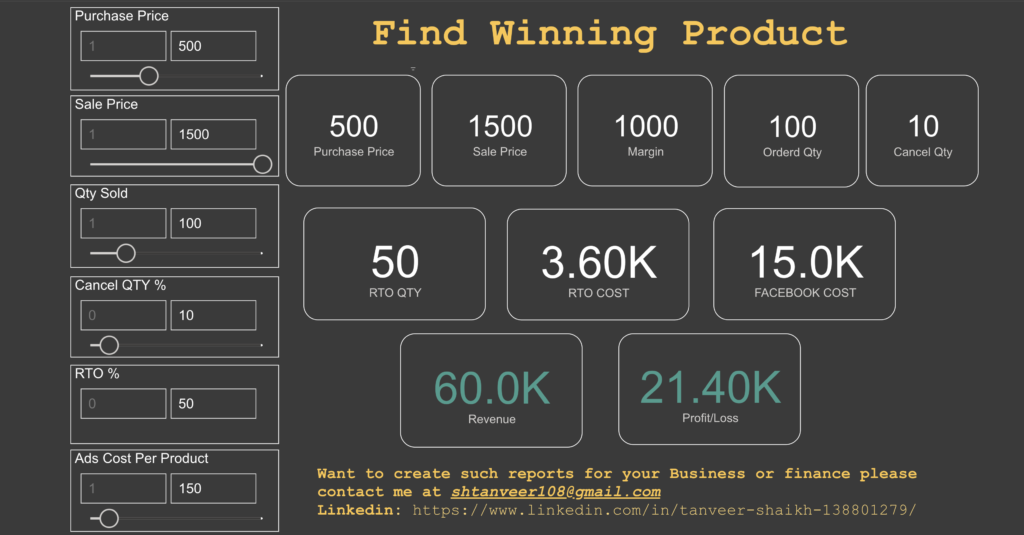 Purchase Price
1 500
Sale Price
1 1500
Qty Sold
1 100
Cancel QTY %
0 10
RTO %
0 50
Ads Cost Per Product
1 150
Find Winning Product
500
Purchase Price
1500
Sale Price
1000
Margin
100
Orderd Qty
10
Cancel Qty
50
RTO QTY
3.60K
RTO COST
15.0K
FACEBOOK COST
60.0K
Revenue
21.40K
Profit/Loss
Want to create such reports for your Business or finance please
contact me at shtanveer108@gmail.com
Linkedin: https://www.linkedin.com/in/tanveer-shaikh-138801279/